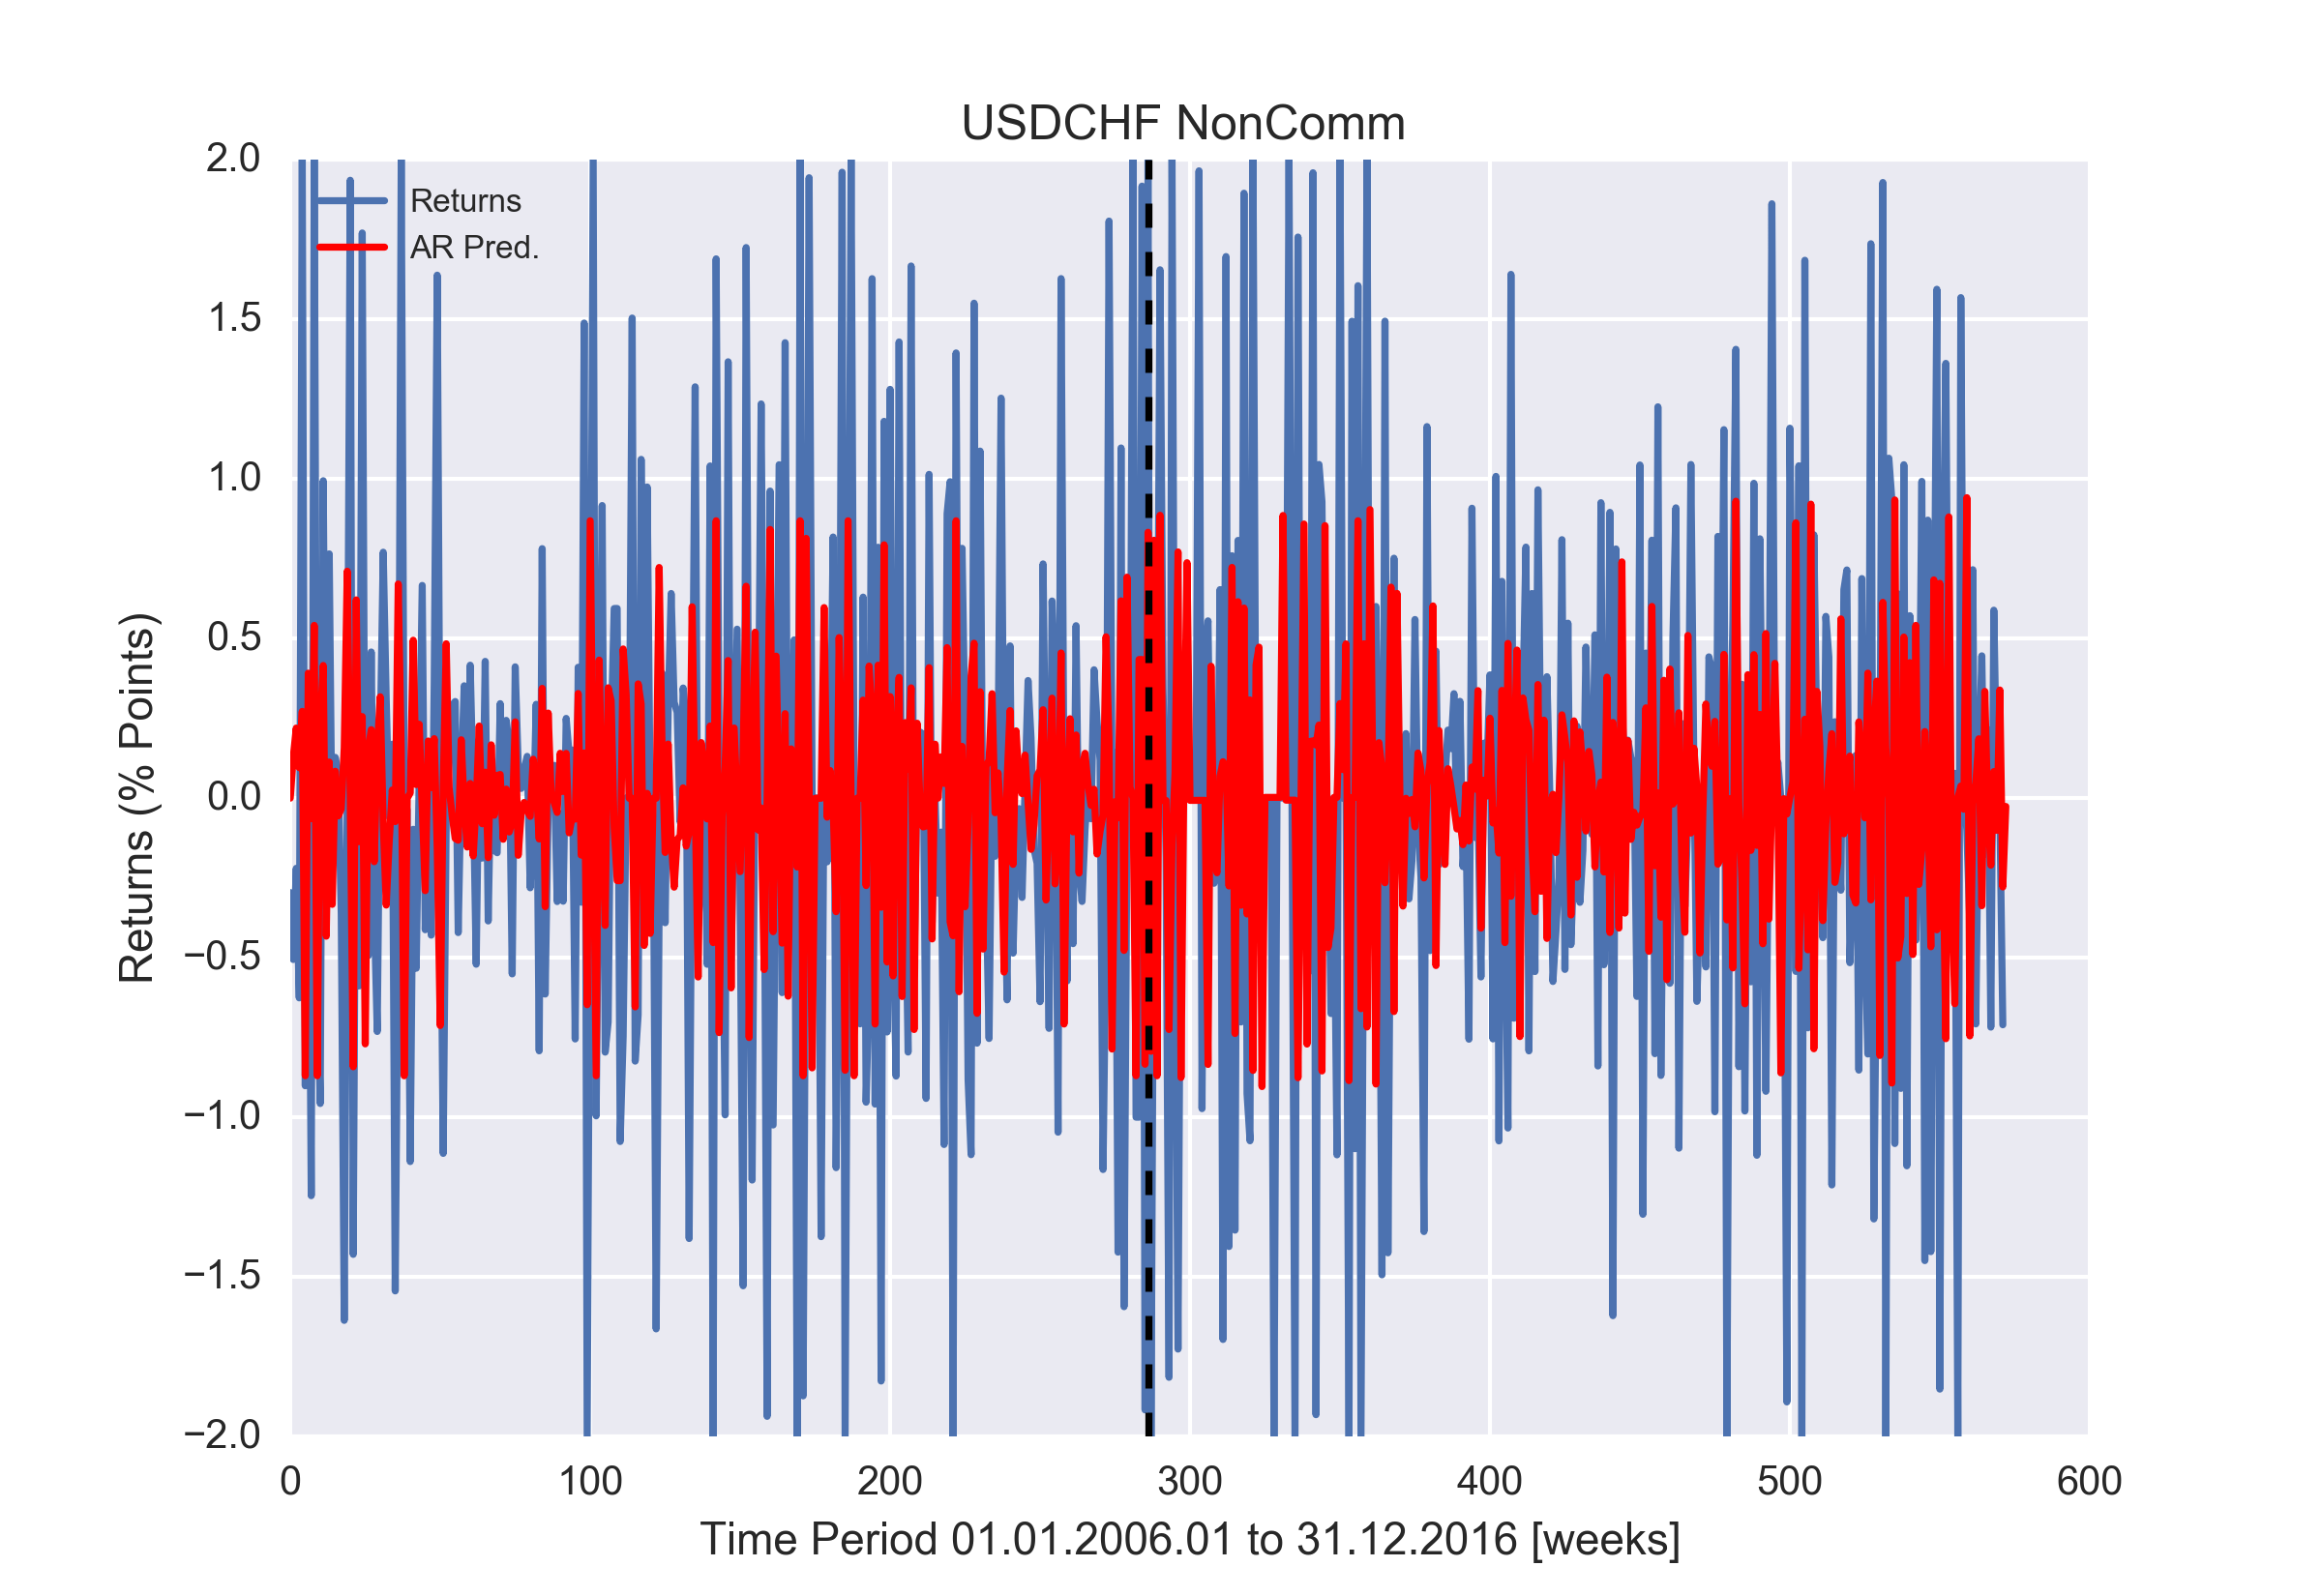 USDCHF NonComm
2.0
1.5
1.0
0.5
0.0
−0.5
−1.0
−1.5
−2.0
Returns (% Points)
Returns
AR Pred.
0 100 200 300 400 500 600
Time Period 01.01.2006.01 to 31.12.2016 [weeks]